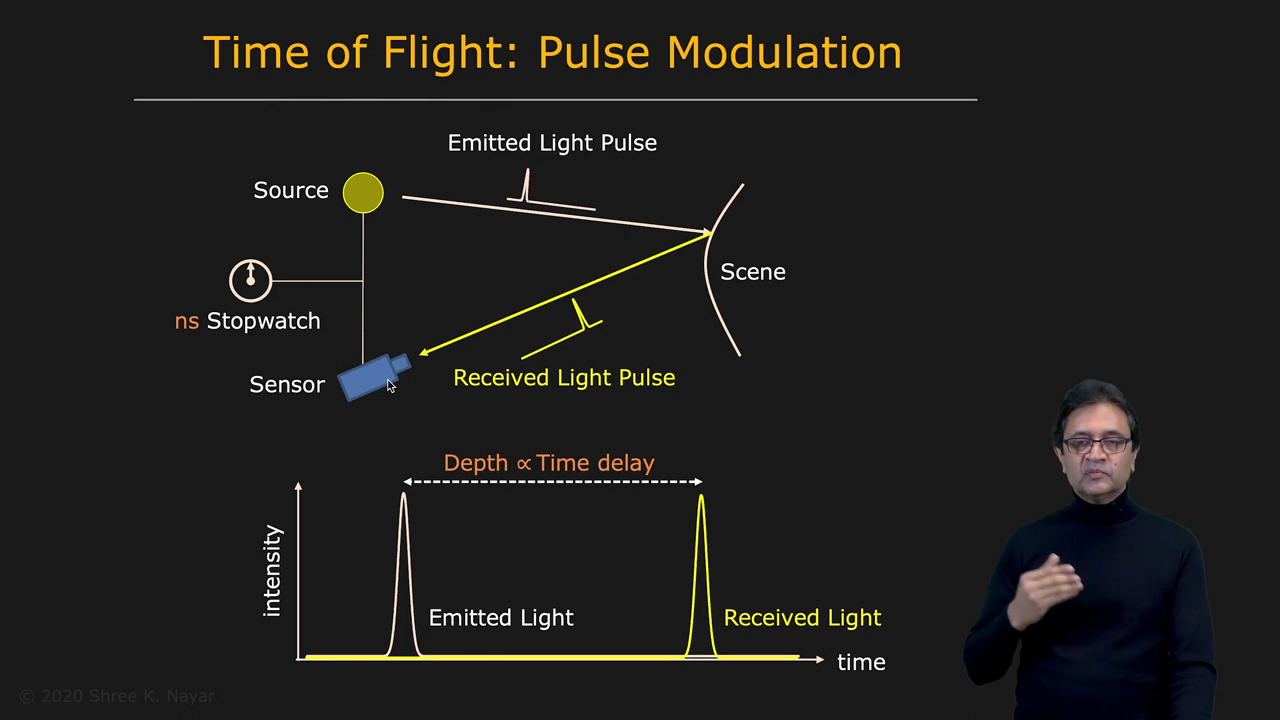 Time of Flight: Pulse Modulation
Emitted Light Pulse
Source
Scene
ns Stopwatch
Received Light Pulse
Sensor
Depth ∝ Time delay
intensity
Emitted Light
Received Light
time
© 2020 Shree K. Nayar